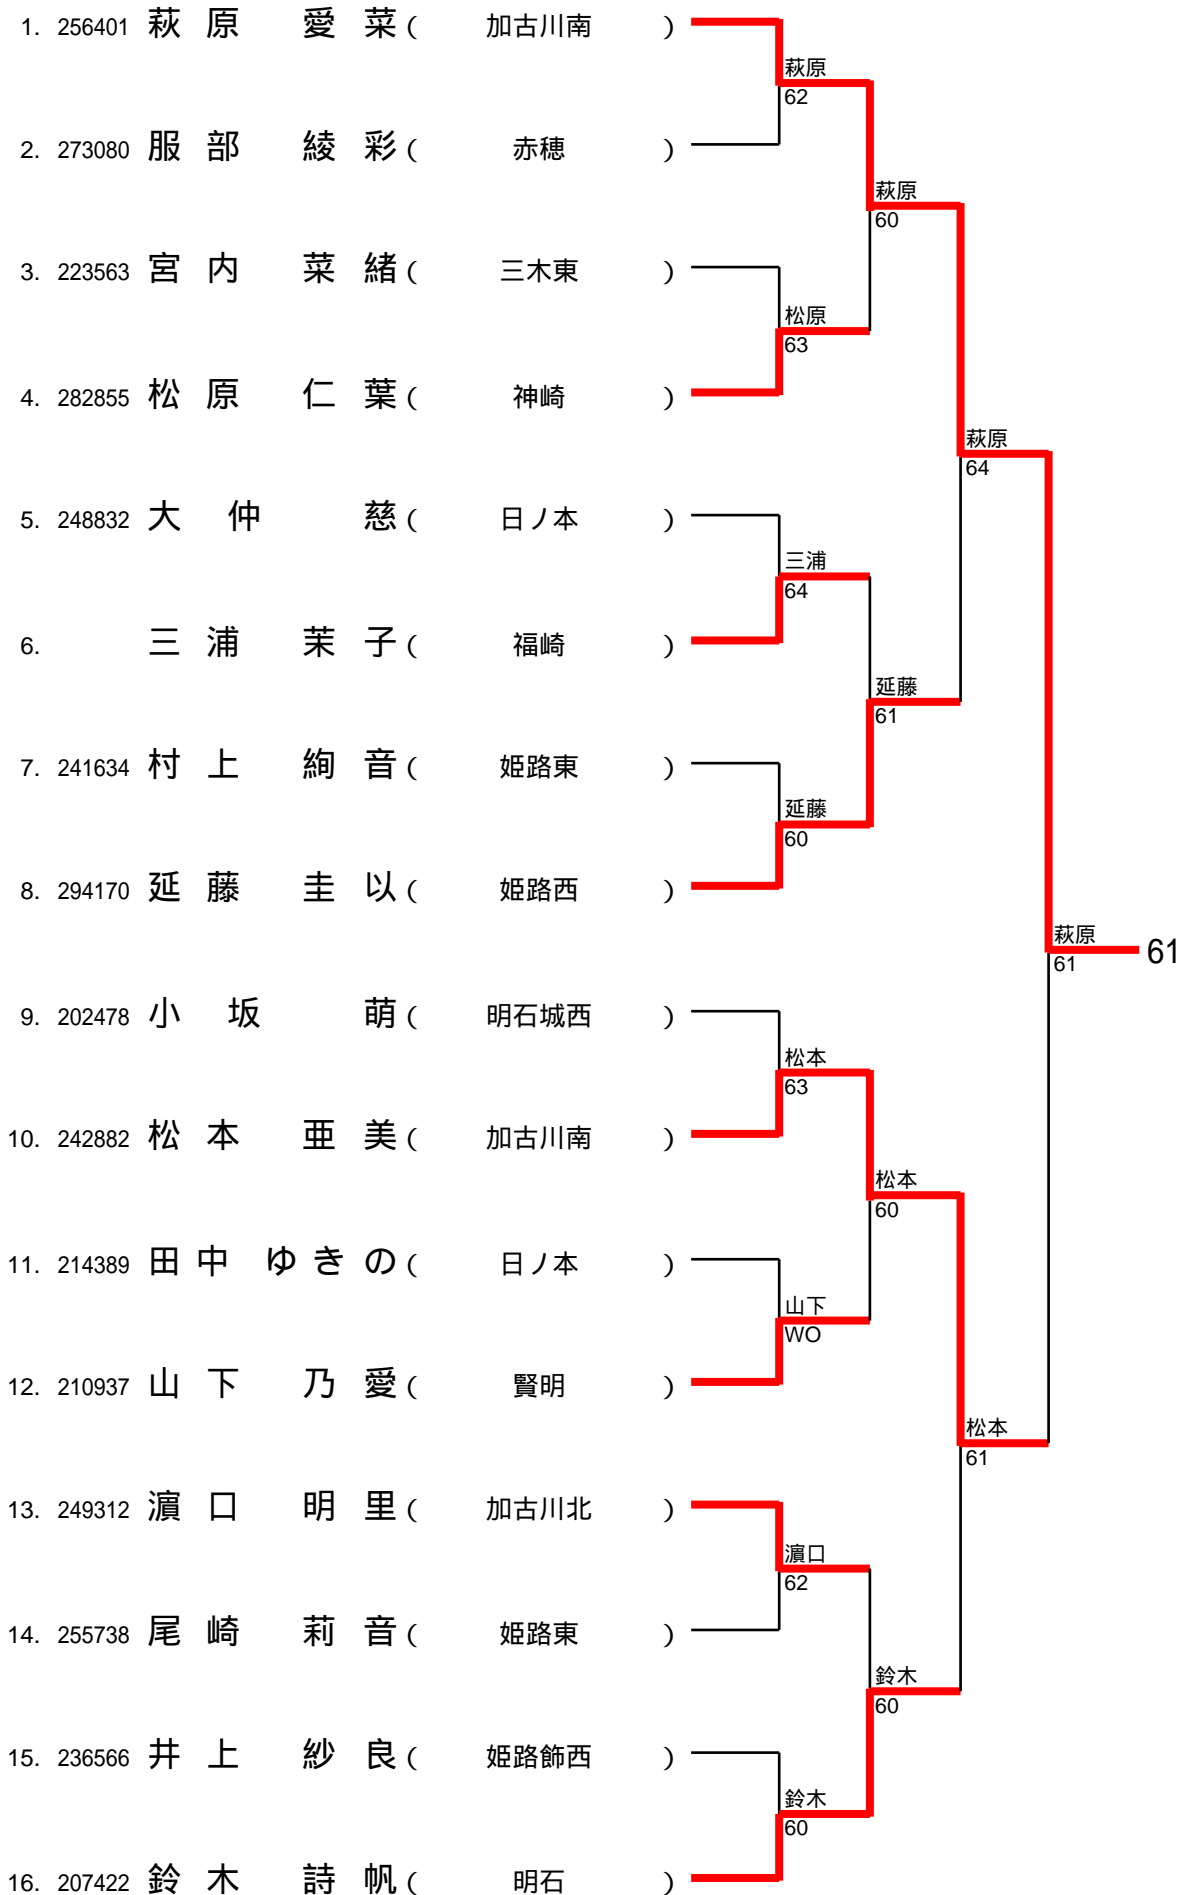 1. 256401 萩原 愛菜 ( 加古川南 )
萩原
62
2. 273080 服部 綾彩 ( 赤穂 )
萩原
60
3. 223563 宮内 菜緒 ( 三木東 )
松原
63
4. 282855 松原 仁葉 ( 神崎 )
萩原
64
5. 248832 大仲 慈 ( 日ノ本 )
三浦
64
6. 三浦 茉子 ( 福崎 )
延藤
61
7. 241634 村上 絢音 ( 姫路東 )
延藤
60
8. 294170 延藤 圭以 ( 姫路西 )
萩原
61
61
9. 202478 小坂 萌 ( 明石城西 )
松本
63
10. 242882 松本 亜美 ( 加古川南 )
松本
60
11. 214389 田中 ゆきの ( 日ノ本 )
山下
WO
12. 210937 山下 乃愛 ( 賢明 )
松本
61
13. 249312 濵口 明里 ( 加古川北 )
濵口
62
14. 255738 尾崎 莉音 ( 姫路東 )
鈴木
60
15. 236566 井上 紗良 ( 姫路飾西 )
鈴木
60
16. 207422 鈴木 詩帆 ( 明石 )